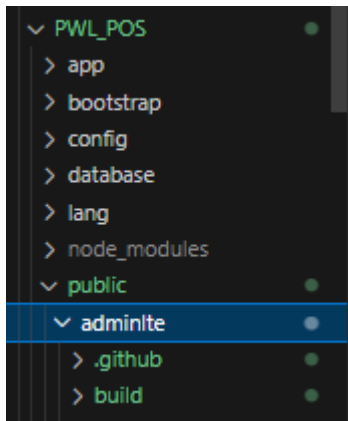 PWL_POS
app
bootstrap
config
database
lang
node_modules
public
adminlte
.github
build